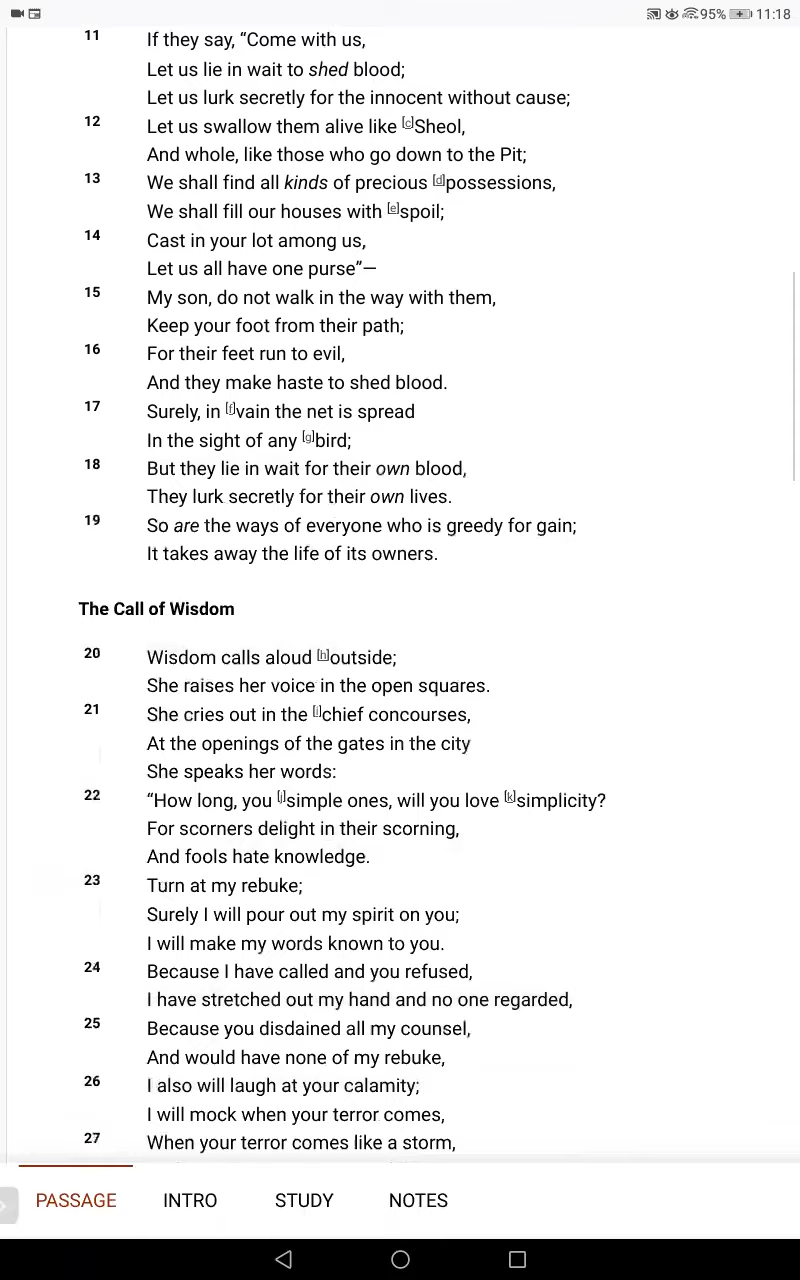 95% 11:18
11 If they say, “Come with us,
Let us lie in wait to shed blood;
Let us lurk secretly for the innocent without cause;
12 Let us swallow them alive like [c]Sheol,
And whole, like those who go down to the Pit;
13 We shall find all kinds of precious [d]possessions,
We shall fill our houses with [e]spoil;
14 Cast in your lot among us,
Let us all have one purse”—
15 My son, do not walk in the way with them,
Keep your foot from their path;
16 For their feet run to evil,
And they make haste to shed blood.
17 Surely, in [f]vain the net is spread
In the sight of any [g]bird;
18 But they lie in wait for their own blood,
They lurk secretly for their own lives.
19 So are the ways of everyone who is greedy for gain;
It takes away the life of its owners.
The Call of Wisdom
20 Wisdom calls aloud [h]outside;
She raises her voice in the open squares.
21 She cries out in the [i]chief concourses,
At the openings of the gates in the city
She speaks her words:
22 “How long, you [j]simple ones, will you love [k]simplicity?
For scorners delight in their scorning,
And fools hate knowledge.
23 Turn at my rebuke;
Surely I will pour out my spirit on you;
I will make my words known to you.
24 Because I have called and you refused,
I have stretched out my hand and no one regarded,
25 Because you disdained all my counsel,
And would have none of my rebuke,
26 I also will laugh at your calamity;
I will mock when your terror comes,
27 When your terror comes like a storm,
PASSAGE INTRO STUDY NOTES